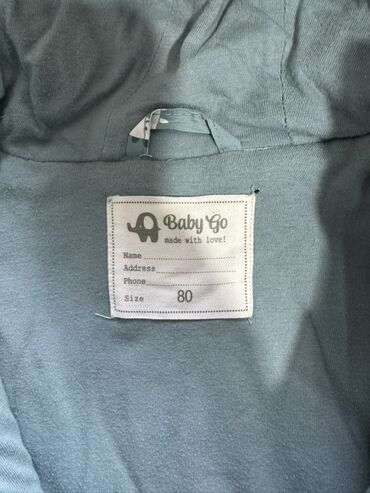 Baby Go
made with love!
Name
Address
Phone
Size 80